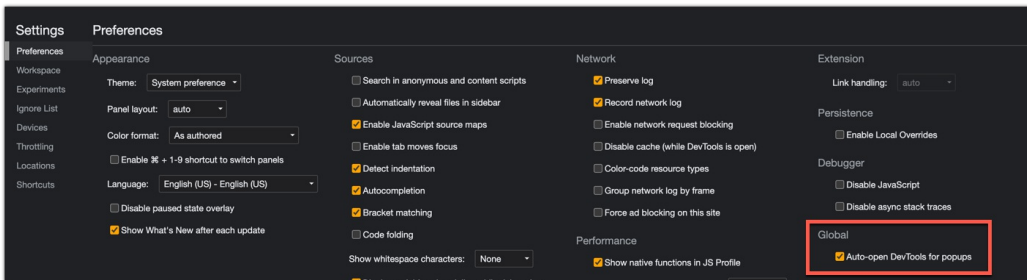 Settings
Preferences
Workspace
Experiments
Ignore List
Devices
Throttling
Locations
Shortcuts
Preferences
Appearance
Theme: System preference
Panel layout: auto
Color format: As authored
Enable ⌘ + 1-9 shortcut to switch panels
Language: English (US) - English (US)
Disable paused state overlay
Show What's New after each update
Sources
Search in anonymous and content scripts
Automatically reveal files in sidebar
Enable JavaScript source maps
Enable tab moves focus
Detect indentation
Autocompletion
Bracket matching
Code folding
Show whitespace characters: None
Network
Preserve log
Record network log
Enable network request blocking
Disable cache (while DevTools is open)
Color-code resource types
Group network log by frame
Force ad blocking on this site
Performance
Show native functions in JS Profile
Extension
Link handling: auto
Persistence
Enable Local Overrides
Debugger
Disable JavaScript
Disable async stack traces
Global
Auto-open DevTools for popups